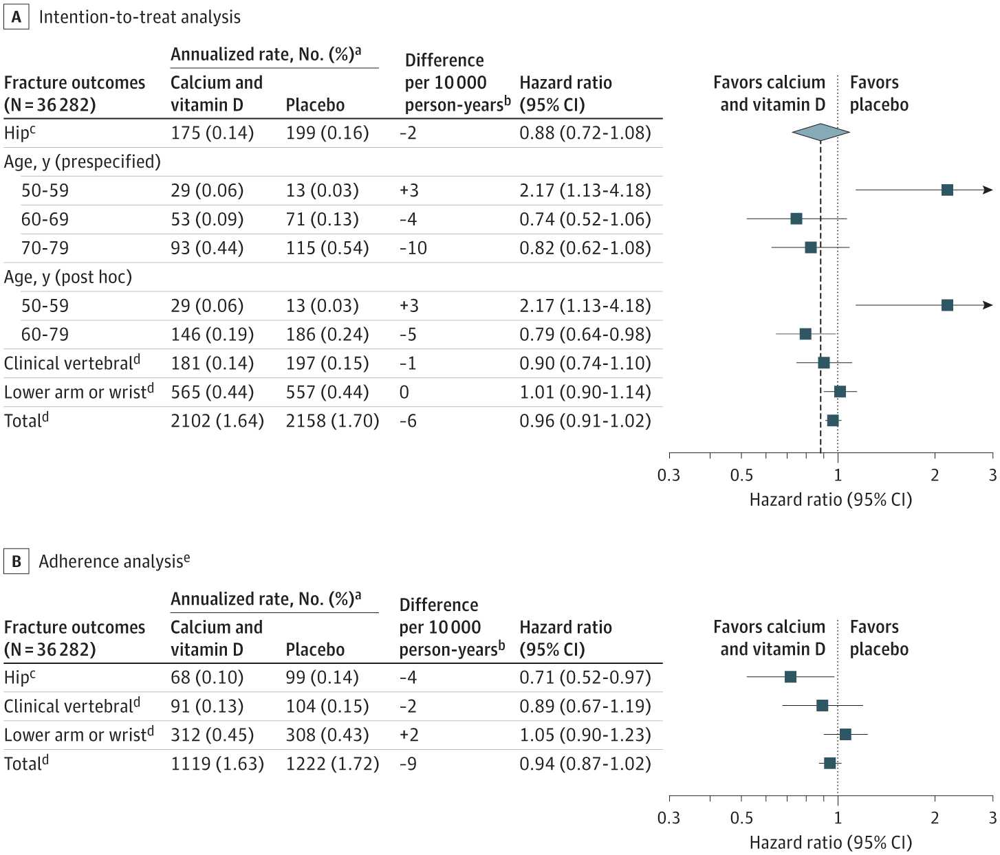 A Intention-to-treat analysis
Annualized rate, No. (%)a
Fracture outcomes (N = 36 282) Calcium and vitamin D Placebo Difference per 10 000 person-yearsb Hazard ratio (95% CI) Favors calcium and vitamin D Favors placebo
Hipc 175 (0.14) 199 (0.16) –2 0.88 (0.72-1.08)
Age, y (prespecified)
50-59 29 (0.06) 13 (0.03) +3 2.17 (1.13-4.18)
60-69 53 (0.09) 71 (0.13) –4 0.74 (0.52-1.06)
70-79 93 (0.44) 115 (0.54) –10 0.82 (0.62-1.08)
Age, y (post hoc)
50-59 29 (0.06) 13 (0.03) +3 2.17 (1.13-4.18)
60-79 146 (0.19) 186 (0.24) –5 0.79 (0.64-0.98)
Clinical vertebrald 181 (0.14) 197 (0.15) –1 0.90 (0.74-1.10)
Lower arm or wristd 565 (0.44) 557 (0.44) 0 1.01 (0.90-1.14)
Totald 2102 (1.64) 2158 (1.70) –6 0.96 (0.91-1.02)
0.3 0.5 1 2 3
Hazard ratio (95% CI)
B Adherence analysise
Annualized rate, No. (%)a
Fracture outcomes (N = 36 282) Calcium and vitamin D Placebo Difference per 10 000 person-yearsb Hazard ratio (95% CI) Favors calcium and vitamin D Favors placebo
Hipc 68 (0.10) 99 (0.14) –4 0.71 (0.52-0.97)
Clinical vertebrald 91 (0.13) 104 (0.15) –2 0.89 (0.67-1.19)
Lower arm or wristd 312 (0.45) 308 (0.43) +2 1.05 (0.90-1.23)
Totald 1119 (1.63) 1222 (1.72) –9 0.94 (0.87-1.02)
0.3 0.5 1 2 3
Hazard ratio (95% CI)